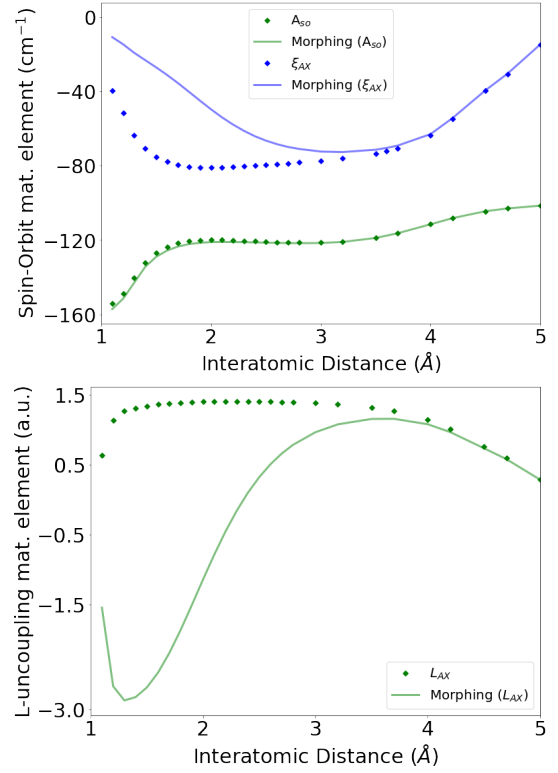 Spin-Orbit mat. element (cm⁻¹)
−0
−40
−80
−120
−160
A_so
Morphing (A_so)
ξ_AX
Morphing (ξ_AX)
1
2
3
4
5
Interatomic Distance (Å)
L-uncoupling mat. element (a.u.)
1.5
0.5
−0.5
−1.5
−3.0
L_AX
Morphing (L_AX)
1
2
3
4
5
Interatomic Distance (Å)